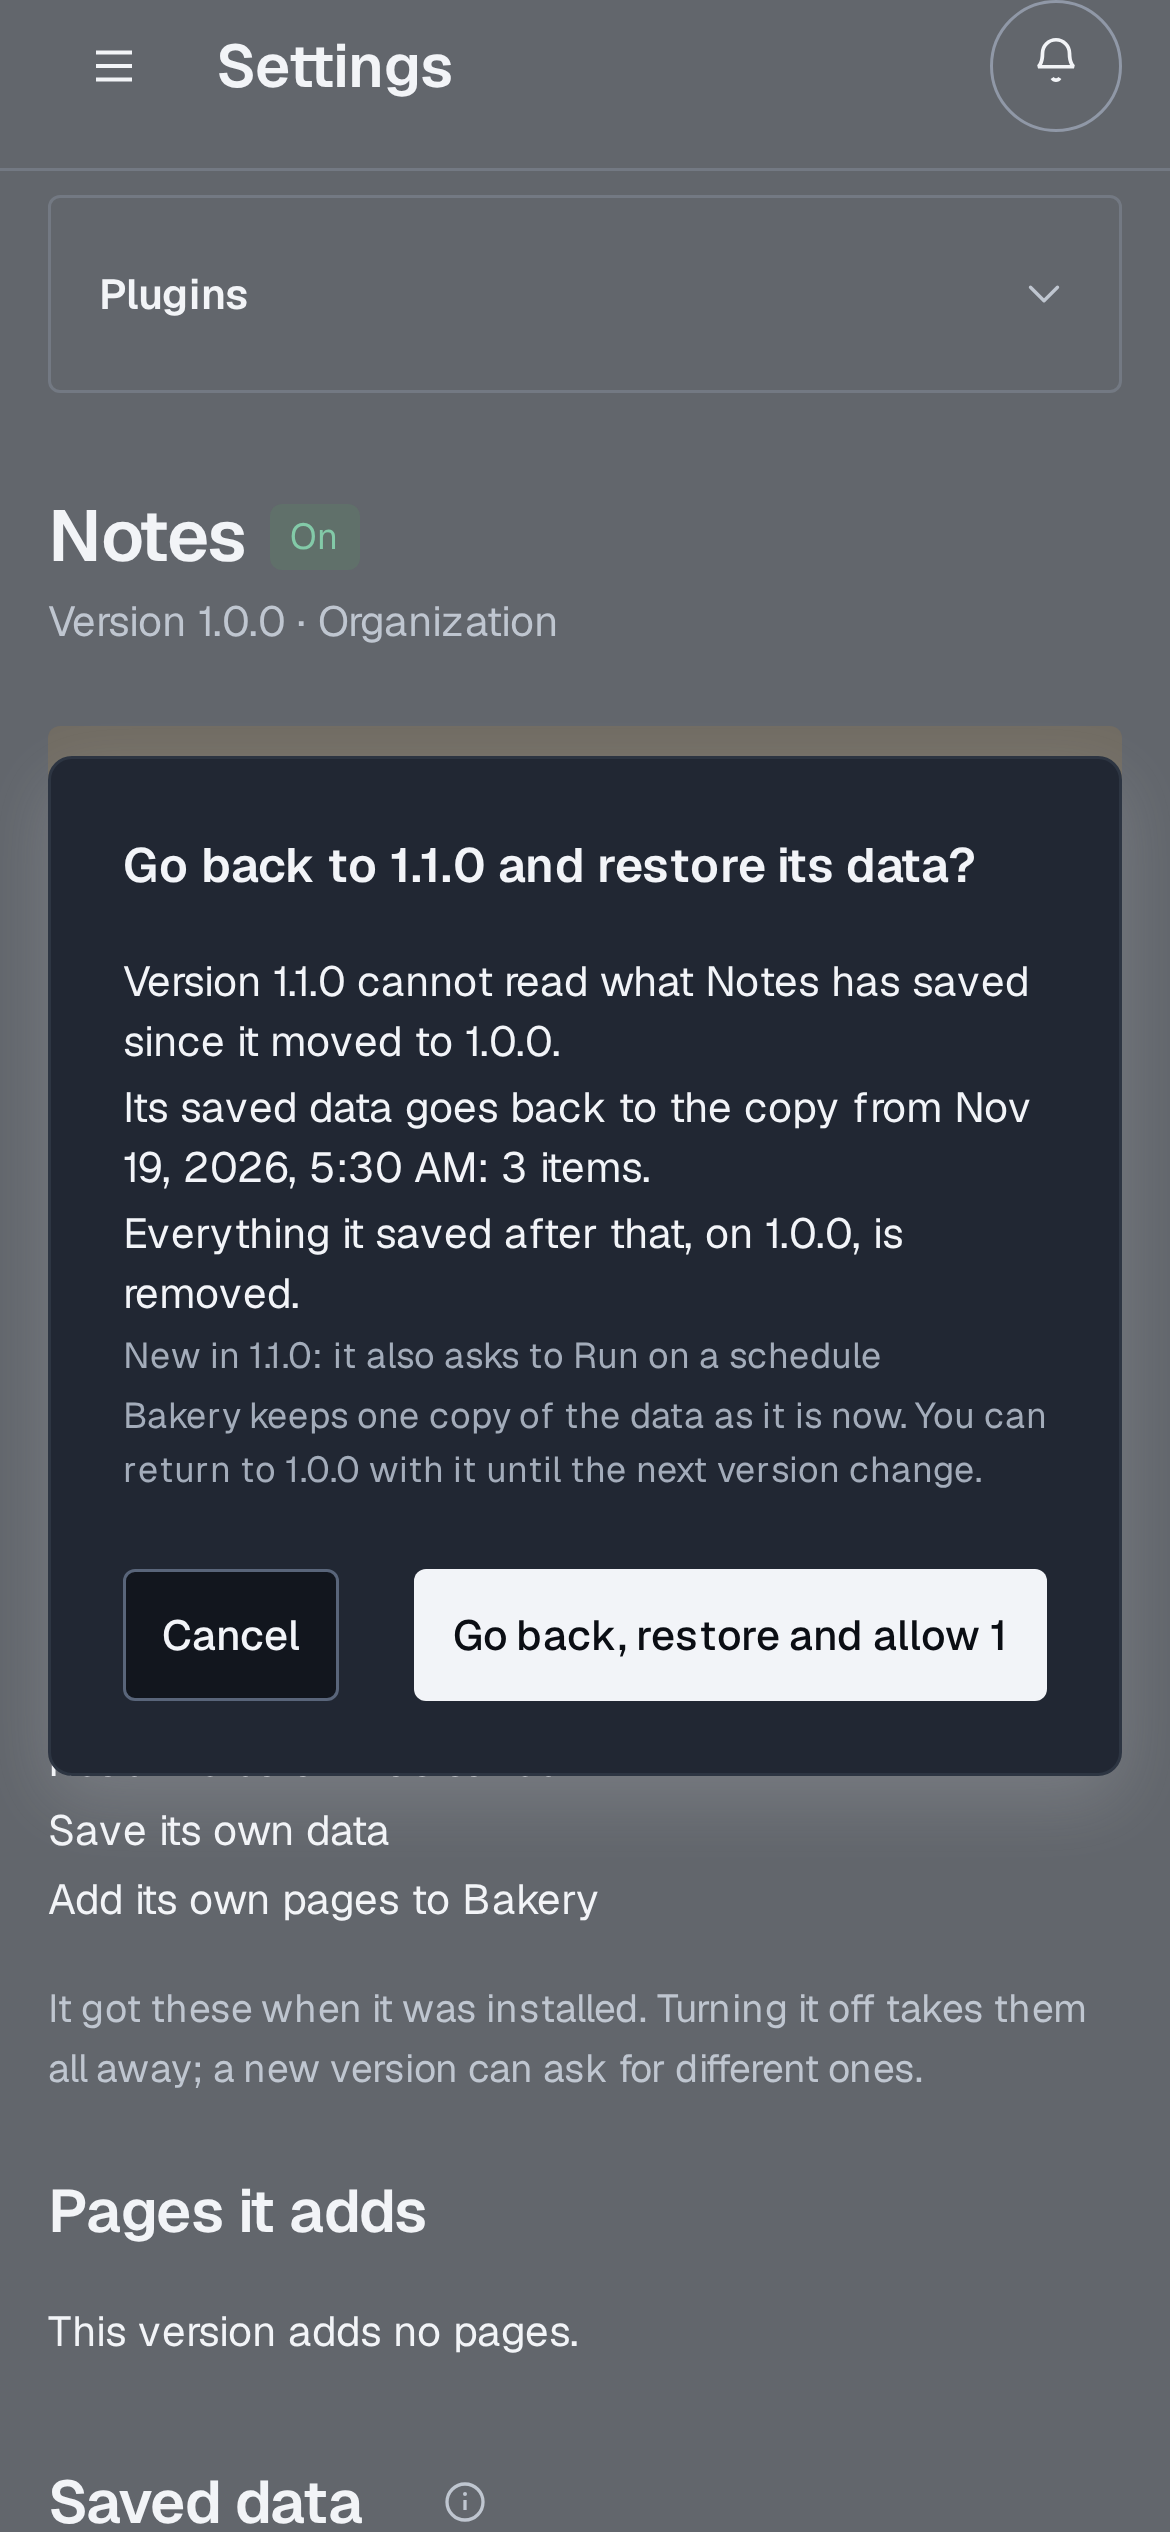 Settings
Plugins
Notes On
Version 1.0.0 · Organization
Go back to 1.1.0 and restore its data?
Version 1.1.0 cannot read what Notes has saved
since it moved to 1.0.0.
Its saved data goes back to the copy from Nov
19, 2026, 5:30 AM: 3 items.
Everything it saved after that, on 1.0.0, is
removed.
New in 1.1.0: it also asks to Run on a schedule
Bakery keeps one copy of the data as it is now. You can
return to 1.0.0 with it until the next version change.
Cancel
Go back, restore and allow 1
Save its own data
Add its own pages to Bakery
It got these when it was installed. Turning it off takes them
all away; a new version can ask for different ones.
Pages it adds
This version adds no pages.
Saved data